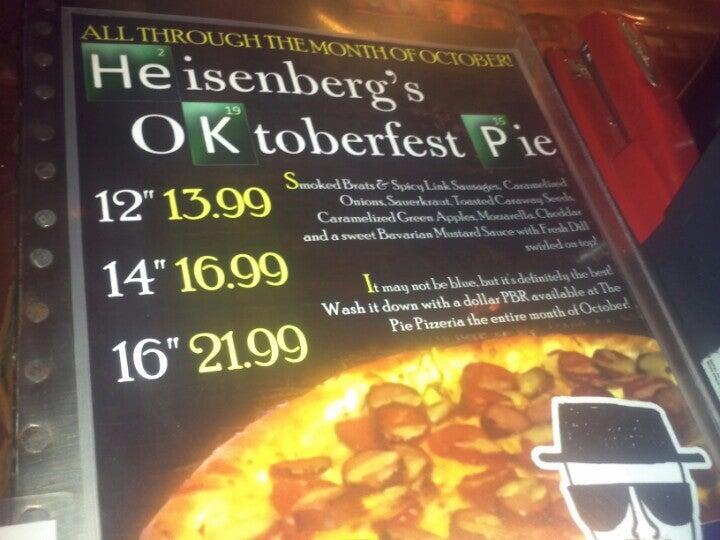 ALL THROUGH THE MONTH OF OCTOBER!
2
Heisenberg's
19
15
OKtoberfest Pie
12" 13.99
14" 16.99
16" 21.99
Smoked Brats & Spicy Link Sausages, Caramelized
Onions, Sauerkraut, Toasted Caraway Seeds,
Caramelized Green Apples, Mozzarella, Cheddar
and a sweet Bavarian Mustard Sauce with Fresh Dill
swirled on top!
It may not be blue, but it's definitely the best!
Wash it down with a dollar PBR available at The
Pie Pizzeria the entire month of October!